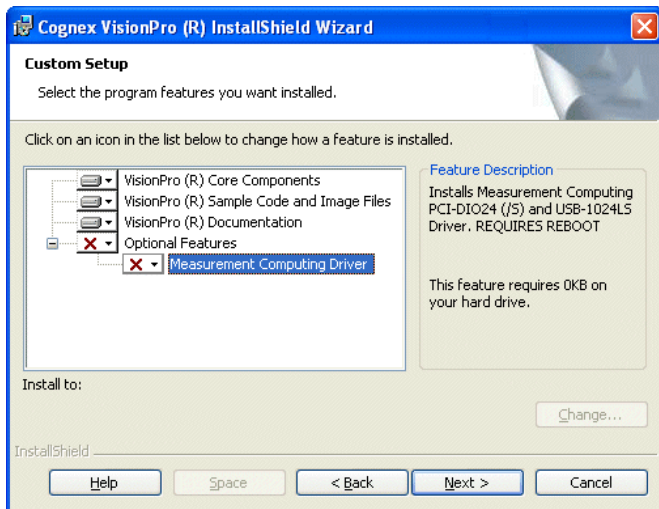 Cognex VisionPro (R) InstallShield Wizard
Custom Setup
Select the program features you want installed.
Click on an icon in the list below to change how a feature is installed.
VisionPro (R) Core Components
VisionPro (R) Sample Code and Image Files
VisionPro (R) Documentation
Optional Features
Measurement Computing Driver
Feature Description
Installs Measurement Computing
PCI-DIO24 (/S) and USB-1024LS
Driver. REQUIRES REBOOT
This feature requires 0KB on
your hard drive.
Install to:
Change...
InstallShield
Help
Space
< Back
Next >
Cancel